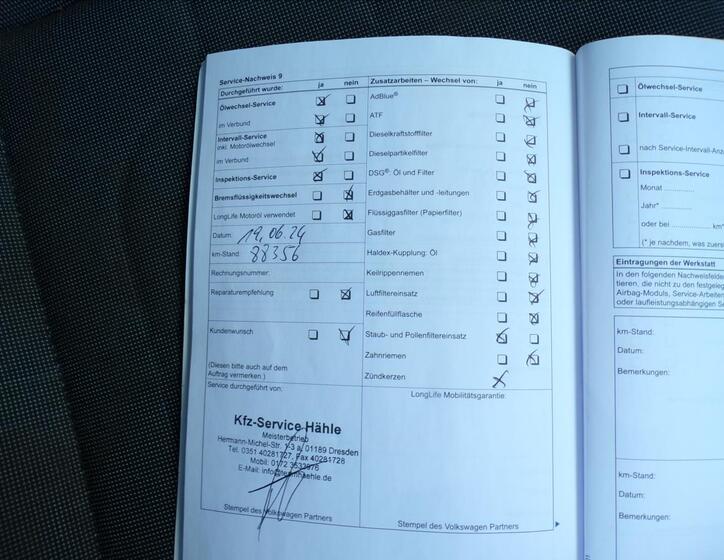 Service-Nachweis 9
Durchgeführt wurde: ja nein
Ölwechsel-Service
im Verbund
Intervall-Service
inkl. Motorölwechsel
im Verbund
Inspektions-Service
Bremsflüssigkeitswechsel
LongLife Motoröl verwendet
Datum: 19.06.24
km-Stand: 88356
Rechnungsnummer:
Reparaturempfehlung
Kundenwunsch
(Diesen bitte auch auf dem
Auftrag vermerken.)
Service durchgeführt von:
Kfz-Service Hähle
Meisterbetrieb
Hermann-Michel-Str. 1-3 a, 01189 Dresden
Tel. 0351 40281727, Fax 40281728
Mobil: 0172
E-Mail:
Stempel des Volkswagen Partners
Zusatzarbeiten – Wechsel von: ja nein
AdBlue®
ATF
Dieselkraftstofffilter
Dieselpartikelfilter
DSG®: Öl und Filter
Erdgasbehälter und -leitungen
Flüssiggasfilter (Papierfilter)
Gasfilter
Haldex-Kupplung: Öl
Keilrippenriemen
Luftfiltereinsatz
Reifenfüllflasche
Staub- und Pollenfiltereinsatz
Zahnriemen
Zündkerzen
LongLife Mobilitätsgarantie:
Stempel des Volkswagen Partners
Ölwechsel-Service
Intervall-Service
nach Service-Intervall-Anz
Inspektions-Service
Monat
Jahr*
oder bei km*
(* je nachdem, was zuers
Eintragungen der Werkstatt
In den folgenden Nachweisfelde
tieren, die nicht zu den festgeleg
Airbag-Moduls, Service-Arbeiten
oder laufleistungsabhängigen Se
km-Stand:
Datum:
Bemerkungen:
km-Stand:
Datum:
Bemerkungen: